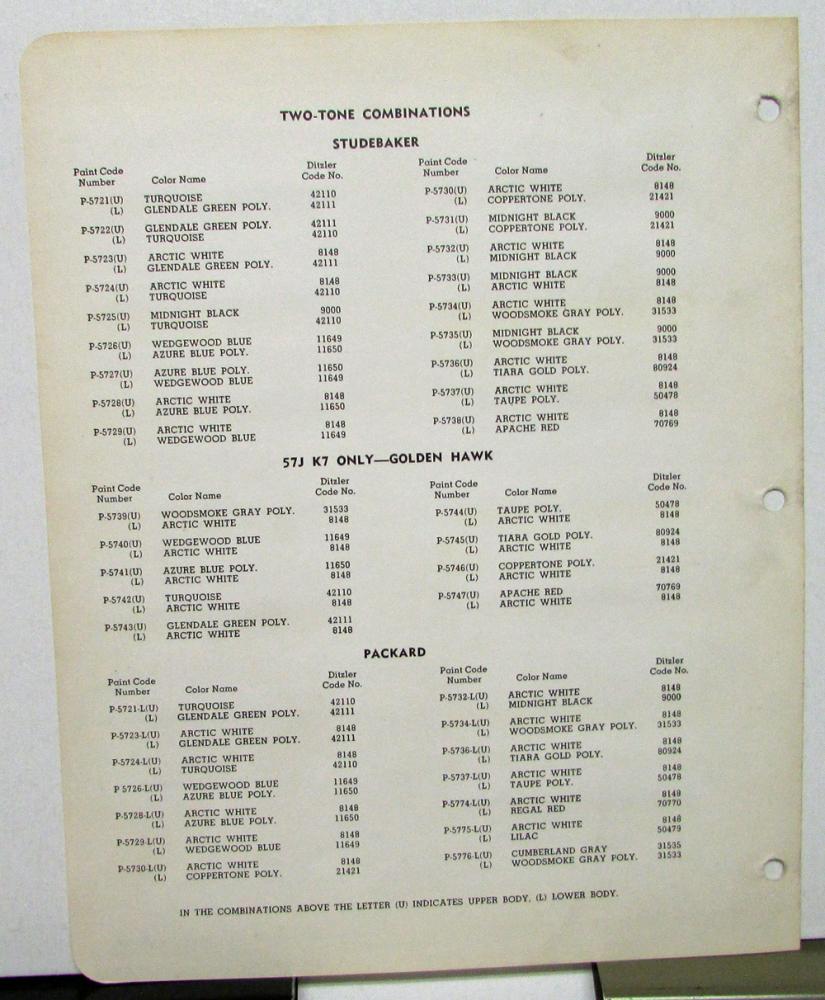 TWO-TONE COMBINATIONS
STUDEBAKER
Paint Code Number Color Name Ditzler Code No.
P-5721(U) TURQUOISE 42110
(L) GLENDALE GREEN POLY. 42111
P-5722(U) GLENDALE GREEN POLY. 42111
(L) TURQUOISE 42110
P-5723(U) ARCTIC WHITE 8148
(L) GLENDALE GREEN POLY. 42111
P-5724(U) ARCTIC WHITE 8148
(L) TURQUOISE 42110
P-5725(U) MIDNIGHT BLACK 9000
(L) TURQUOISE 42110
P-5726(U) WEDGEWOOD BLUE 11649
(L) AZURE BLUE POLY. 11650
P-5727(U) AZURE BLUE POLY. 11650
(L) WEDGEWOOD BLUE 11649
P-5728(U) ARCTIC WHITE 8148
(L) AZURE BLUE POLY. 11650
P-5729(U) ARCTIC WHITE 8148
(L) WEDGEWOOD BLUE 11649
Paint Code Number Color Name Ditzler Code No.
P-5730(U) ARCTIC WHITE 8148
(L) COPPERTONE POLY. 21421
P-5731(U) MIDNIGHT BLACK 9000
(L) COPPERTONE POLY. 21421
P-5732(U) ARCTIC WHITE 8148
(L) MIDNIGHT BLACK 9000
P-5733(U) MIDNIGHT BLACK 9000
(L) ARCTIC WHITE 8148
P-5734(U) ARCTIC WHITE 8148
(L) WOODSMOKE GRAY POLY. 31533
P-5735(U) MIDNIGHT BLACK 9000
(L) WOODSMOKE GRAY POLY. 31533
P-5736(U) ARCTIC WHITE 8148
(L) TIARA GOLD POLY. 80924
P-5737(U) ARCTIC WHITE 8148
(L) TAUPE POLY. 50478
P-5738(U) ARCTIC WHITE 8148
(L) APACHE RED 70769
57J K7 ONLY—GOLDEN HAWK
Paint Code Number Color Name Ditzler Code No.
P-5739(U) WOODSMOKE GRAY POLY. 31533
(L) ARCTIC WHITE 8148
P-5740(U) WEDGEWOOD BLUE 11649
(L) ARCTIC WHITE 8148
P-5741(U) AZURE BLUE POLY. 11650
(L) ARCTIC WHITE 8148
P-5742(U) TURQUOISE 42110
(L) ARCTIC WHITE 8148
P-5743(U) GLENDALE GREEN POLY. 42111
(L) ARCTIC WHITE 8148
Paint Code Number Color Name Ditzler Code No.
P-5744(U) TAUPE POLY. 50478
(L) ARCTIC WHITE 8148
P-5745(U) TIARA GOLD POLY. 80924
(L) ARCTIC WHITE 8148
P-5746(U) COPPERTONE POLY. 21421
(L) ARCTIC WHITE 8148
P-5747(U) APACHE RED 70769
(L) ARCTIC WHITE 8148
PACKARD
Paint Code Number Color Name Ditzler Code No.
P-5721-L(U) TURQUOISE 42110
(L) GLENDALE GREEN POLY. 42111
P-5723-L(U) ARCTIC WHITE 8148
(L) GLENDALE GREEN POLY. 42111
P-5724-L(U) ARCTIC WHITE 8148
(L) TURQUOISE 42110
P 5726-L(U) WEDGEWOOD BLUE 11649
(L) AZURE BLUE POLY. 11650
P-5728-L(U) ARCTIC WHITE 8148
(L) AZURE BLUE POLY. 11650
P-5729-L(U) ARCTIC WHITE 8148
(L) WEDGEWOOD BLUE 11649
P-5730-L(U) ARCTIC WHITE 8148
(L) COPPERTONE POLY. 21421
Paint Code Number Color Name Ditzler Code No.
P-5732-L(U) ARCTIC WHITE 8148
(L) MIDNIGHT BLACK 9000
P-5734-L(U) ARCTIC WHITE 8148
(L) WOODSMOKE GRAY POLY. 31533
P-5736-L(U) ARCTIC WHITE 8148
(L) TIARA GOLD POLY. 80924
P-5737-L(U) ARCTIC WHITE 8148
(L) TAUPE POLY. 50478
P-5774-L(U) ARCTIC WHITE 8148
(L) REGAL RED 70770
P-5775-L(U) ARCTIC WHITE 8148
(L) LILAC 50479
P-5776-L(U) CUMBERLAND GRAY 31535
(L) WOODSMOKE GRAY POLY. 31533
IN THE COMBINATIONS ABOVE THE LETTER (U) INDICATES UPPER BODY, (L) LOWER BODY.